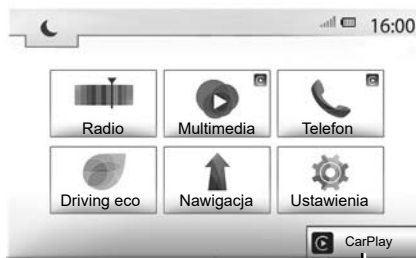 16:00
Radio
Multimedia
Telefon
Driving eco
Nawigacja
Ustawienia
CarPlay